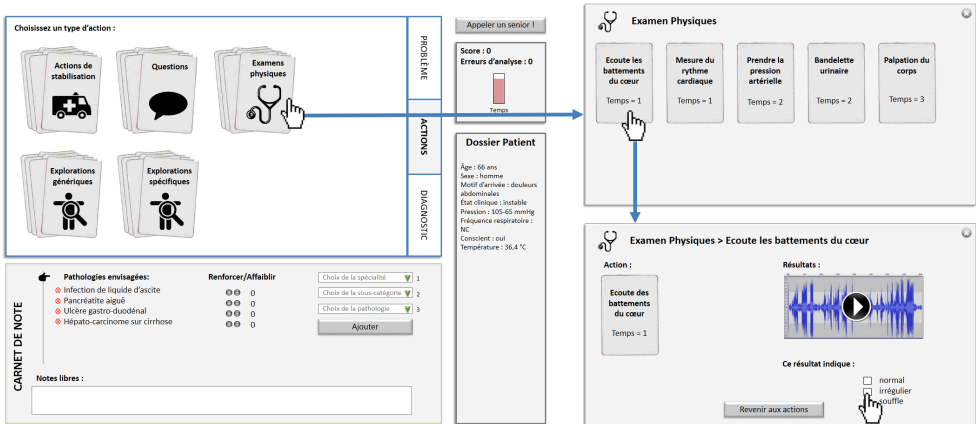 Choisissez un type d'action :
Actions de
stabilisation
Questions
Examens
physiques
Explorations
génériques
Explorations
spécifiques
PROBLÈME
ACTIONS
DIAGNOSTIC
Appeler un senior !
Score : 0
Erreurs d'analyse : 0
Temps
Dossier Patient
Âge : 66 ans
Sexe : homme
Motif d'arrivée : douleurs
abdominales
État clinique : instable
Pression : 105-65 mmHg
Fréquence respiratoire :
NC
Conscient : oui
Température : 36,4 °C
CARNET DE NOTE
Pathologies envisagées:
Infection de liquide d'ascite
Pancréatite aiguë
Ulcère gastro-duodénal
Hépato-carcinome sur cirrhose
Renforcer/Affaiblir
0
0
0
0
Choix de la spécialité 1
Choix de la sous-catégorie 2
Choix de la pathologie 3
Ajouter
Notes libres :
Examen Physiques
Ecoute les
battements
du cœur
Temps = 1
Mesure du
rythme
cardiaque
Temps = 1
Prendre la
pression
artérielle
Temps = 2
Bandelette
urinaire
Temps = 2
Palpation du
corps
Temps = 3
Examen Physiques > Ecoute les battements du cœur
Action :
Ecoute des
battements
du cœur
Temps = 1
Résultats :
Ce résultat indique :
normal
irrégulier
souffle
Revenir aux actions